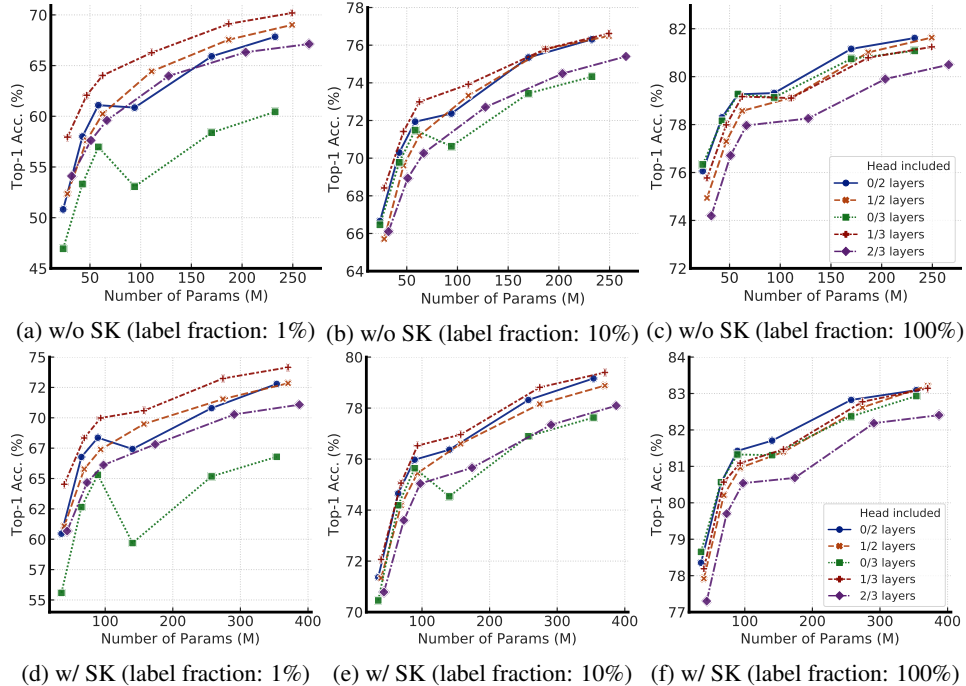 70
65
60
55
50
45
Top-1 Acc. (%)
50 100 150 200 250
Number of Params (M)
(a) w/o SK (label fraction: 1%)
78
76
74
72
70
68
66
64
Top-1 Acc. (%)
50 100 150 200 250
Number of Params (M)
(b) w/o SK (label fraction: 10%)
84
82
80
78
76
74
72
Top-1 Acc. (%)
Head included
0/2 layers
1/2 layers
0/3 layers
1/3 layers
2/3 layers
50 100 150 200 250
Number of Params (M)
(c) w/o SK (label fraction: 100%)
75
72
70
67
65
62
60
57
55
Top-1 Acc. (%)
100 200 300 400
Number of Params (M)
(d) w/ SK (label fraction: 1%)
80
78
76
74
72
70
Top-1 Acc. (%)
100 200 300 400
Number of Params (M)
(e) w/ SK (label fraction: 10%)
84
83
82
81
80
79
78
77
Top-1 Acc. (%)
Head included
0/2 layers
1/2 layers
0/3 layers
1/3 layers
2/3 layers
100 200 300 400
Number of Params (M)
(f) w/ SK (label fraction: 100%)